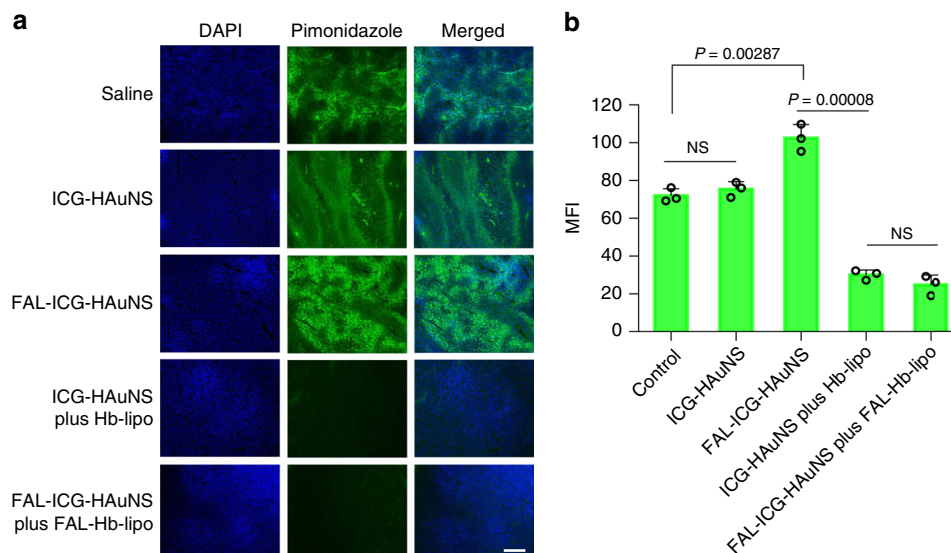 a
DAPI
Pimonidazole
Merged
Saline
ICG-HAuNS
FAL-ICG-HAuNS
ICG-HAuNS
plus Hb-lipo
FAL-ICG-HAuNS
plus FAL-Hb-lipo
b
P = 0.00287
P = 0.00008
NS
NS
MFI
120
100
80
60
40
20
0
Control
ICG-HAuNS
FAL-ICG-HAuNS
ICG-HAuNS plus Hb-lipo
FAL-ICG-HAuNS plus FAL-Hb-lipo